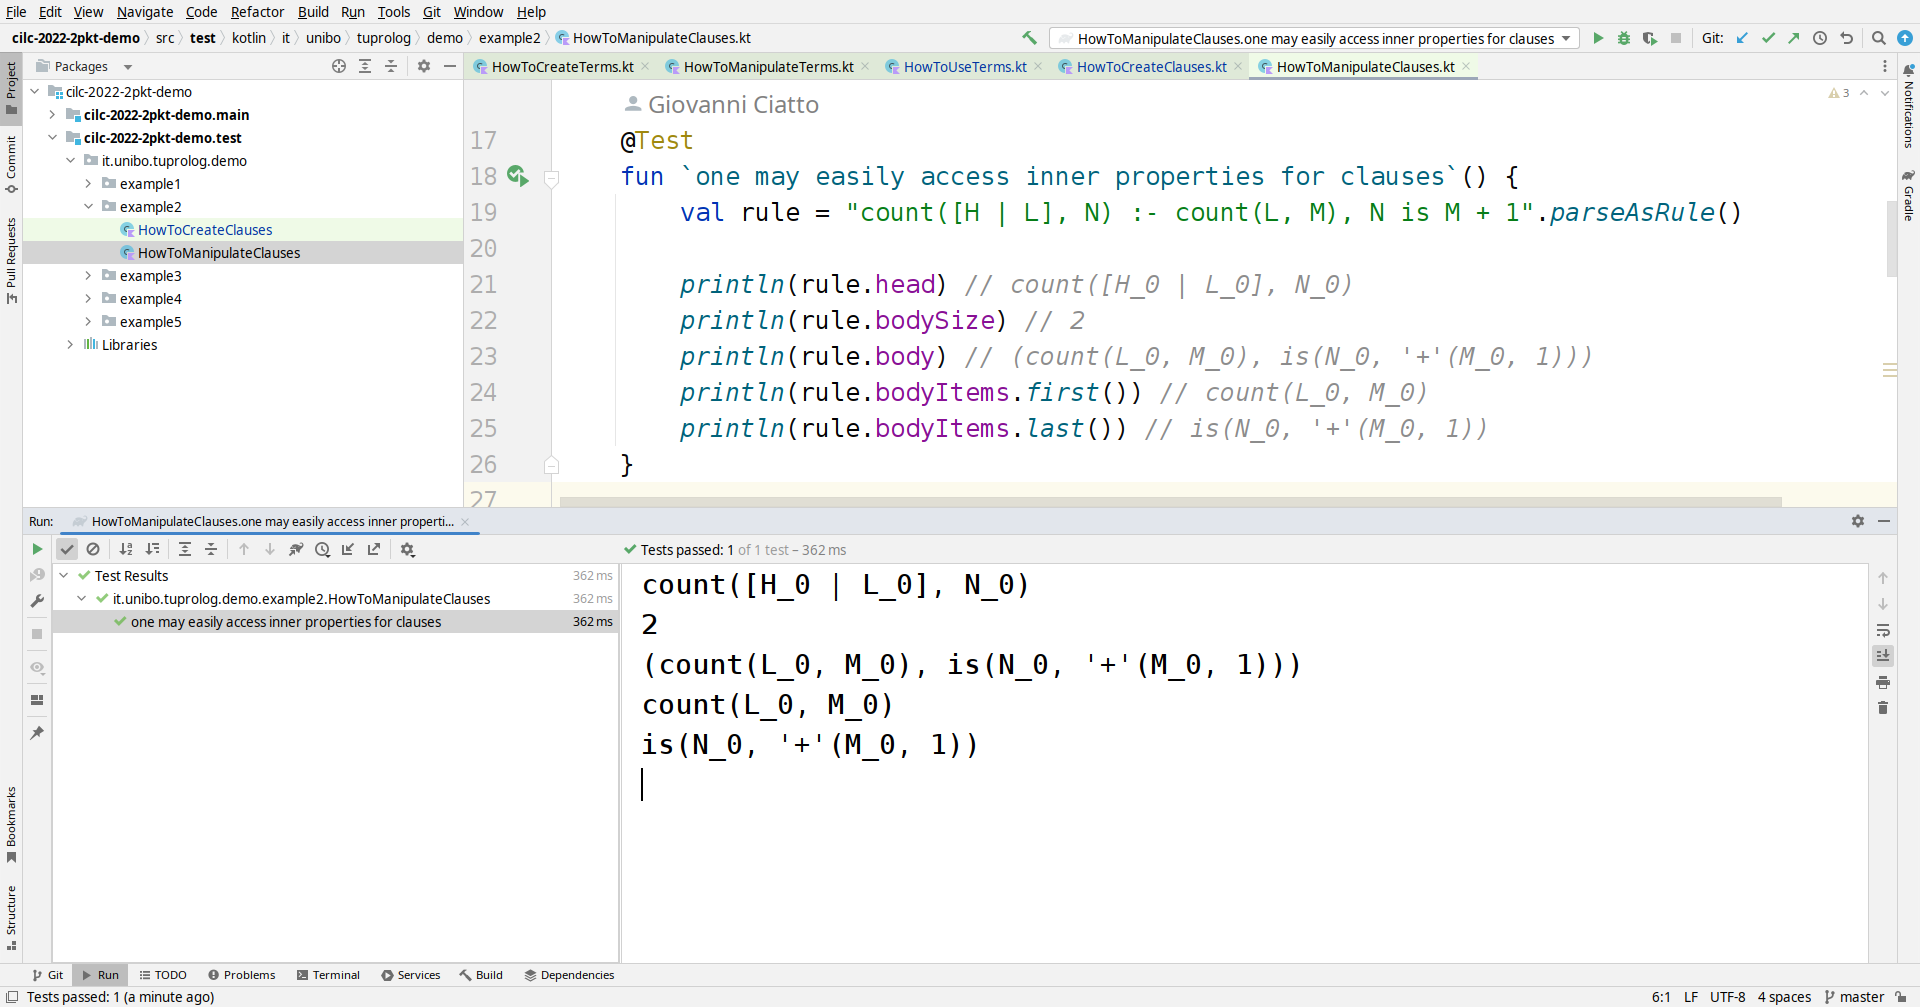 File Edit View Navigate Code Refactor Build Run Tools Git Window Help
cilc-2022-2pkt-demo src test kotlin it unibo tuprolog demo example2 HowToManipulateClauses.kt
HowToManipulateClauses.one may easily access inner properties for clauses
Git:
Project
Commit
Pull Requests
Bookmarks
Structure
Packages
cilc-2022-2pkt-demo
cilc-2022-2pkt-demo.main
cilc-2022-2pkt-demo.test
it.unibo.tuprolog.demo
example1
example2
HowToCreateClauses
HowToManipulateClauses
example3
example4
example5
Libraries
HowToCreateTerms.kt HowToManipulateTerms.kt HowToUseTerms.kt HowToCreateClauses.kt HowToManipulateClauses.kt
Notifications
Gradle
3
Giovanni Ciatto
17 @Test
18 fun `one may easily access inner properties for clauses`() {
19 val rule = "count([H | L], N) :- count(L, M), N is M + 1".parseAsRule()
20
21 println(rule.head) // count([H_0 | L_0], N_0)
22 println(rule.bodySize) // 2
23 println(rule.body) // (count(L_0, M_0), is(N_0, '+'(M_0, 1)))
24 println(rule.bodyItems.first()) // count(L_0, M_0)
25 println(rule.bodyItems.last()) // is(N_0, '+'(M_0, 1))
26 }
27
Run: HowToManipulateClauses.one may easily access inner properti...
Tests passed: 1 of 1 test – 362 ms
Test Results 362 ms
it.unibo.tuprolog.demo.example2.HowToManipulateClauses 362 ms
one may easily access inner properties for clauses 362 ms
count([H_0 | L_0], N_0)
2
(count(L_0, M_0), is(N_0, '+'(M_0, 1)))
count(L_0, M_0)
is(N_0, '+'(M_0, 1))
Git Run TODO Problems Terminal Services Build Dependencies
Tests passed: 1 (a minute ago) 6:1 LF UTF-8 4 spaces master